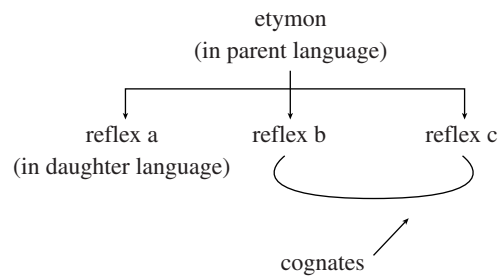 etymon
(in parent language)
reflex a reflex b reflex c
(in daughter language)
cognates